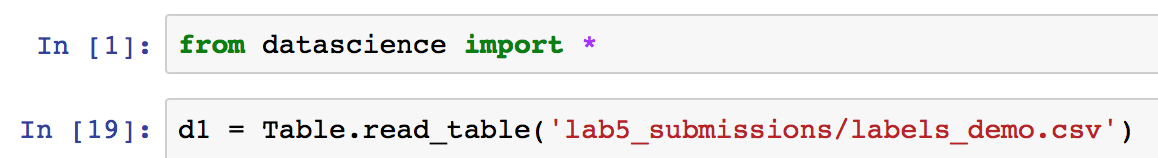 In [1]: from datascience import *
In [19]: d1 = Table.read_table('lab5_submissions/labels_demo.csv')